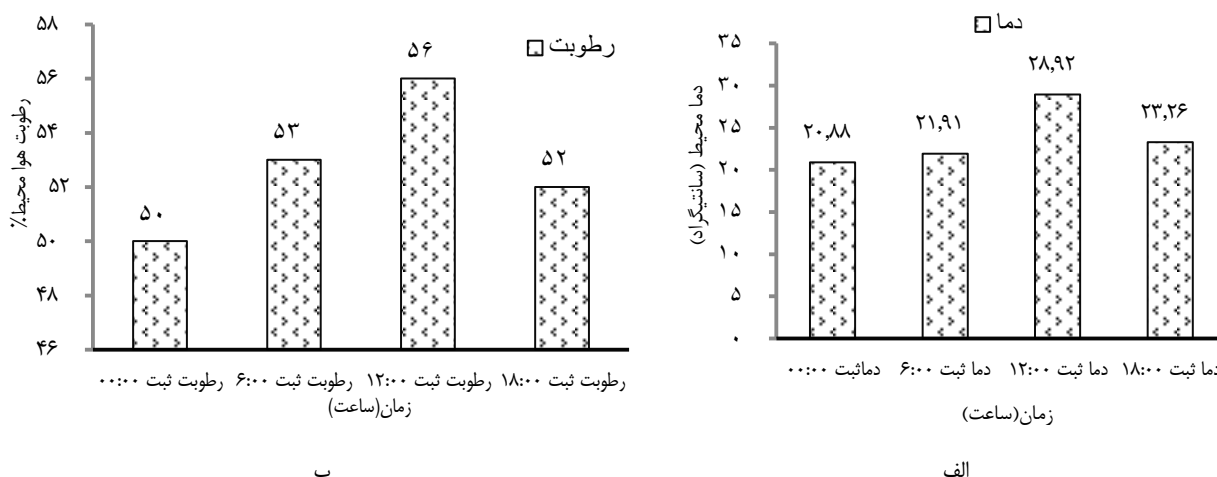 دما
۳۵
۳۰
۲۵
۲۰
۱۵
۱۰
۵
۰
دما محیط (سانتیگراد)
۲۰,۸۸
۲۱,۹۱
۲۸,۹۲
۲۳,۲۶
دماثبت ۰۰:۰۰
دما ثبت ۶:۰۰
دما ثبت ۱۲:۰۰
دما ثبت ۱۸:۰۰
زمان(ساعت)
الف
رطوبت
۵۸
۵۶
۵۴
۵۲
۵۰
۴۸
۴۶
رطوبت هوا محیط%
۵۰
۵۳
۵۶
۵۲
رطوبت ثبت ۰۰:۰۰
رطوبت ثبت ۶:۰۰
رطوبت ثبت ۱۲:۰۰
رطوبت ثبت ۱۸:۰۰
زمان(ساعت)
ب